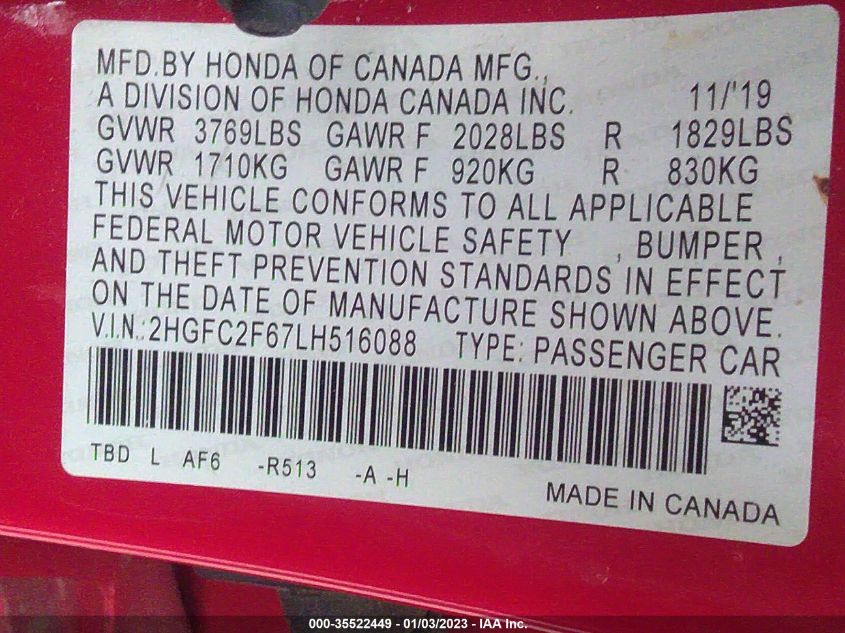 MFD.BY HONDA OF CANADA MFG.,
A DIVISION OF HONDA CANADA INC. 11/'19
GVWR 3769LBS GAWR F 2028LBS R 1829LBS
GVWR 1710KG GAWR F 920KG R 830KG
THIS VEHICLE CONFORMS TO ALL APPLICABLE
FEDERAL MOTOR VEHICLE SAFETY , BUMPER ,
AND THEFT PREVENTION STANDARDS IN EFFECT
ON THE DATE OF MANUFACTURE SHOWN ABOVE.
V.I.N.:2HGFC2F67LH516088 TYPE: PASSENGER CAR
TBD L AF6 -R513 -A -H
MADE IN CANADA
000-35522449 - 01/03/2023 - IAA Inc.